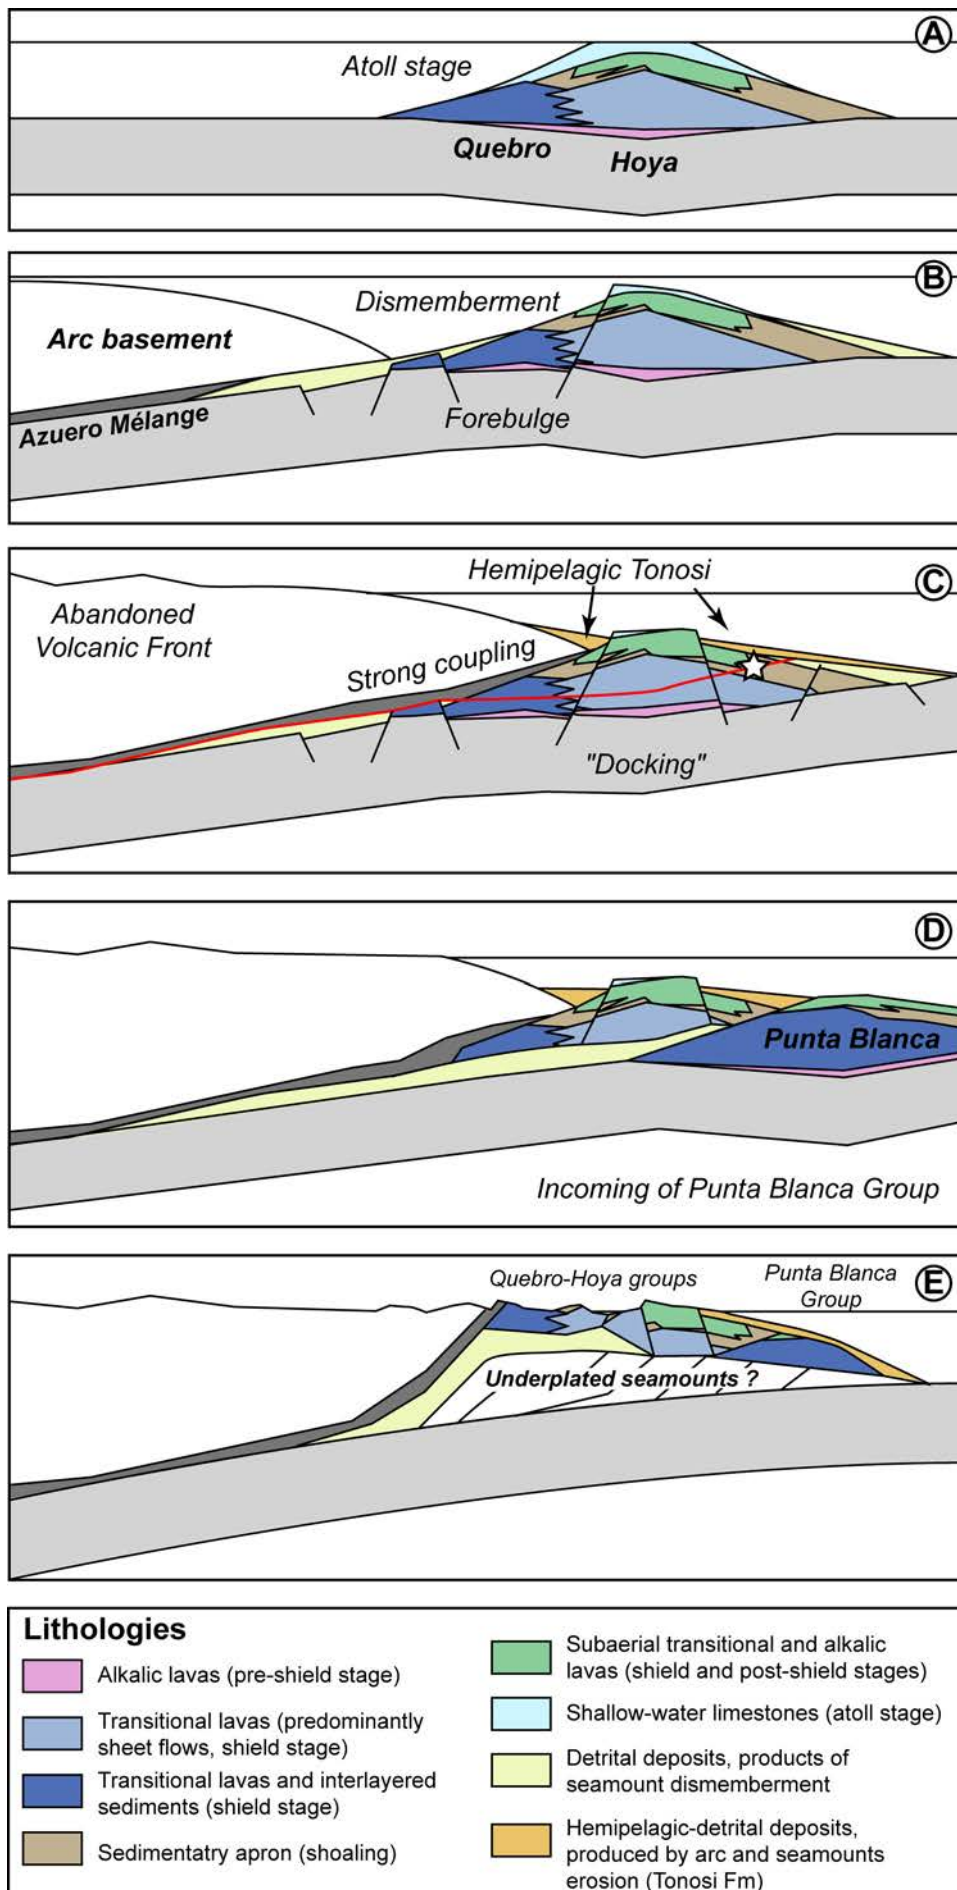 A
Atoll stage
Quebro
Hoya
B
Dismemberment
Arc basement
Azuero Mélange
Forebulge
C
Hemipelagic Tonosi
Abandoned
Volcanic Front
Strong coupling
"Docking"
D
Punta Blanca
Incoming of Punta Blanca Group
E
Quebro-Hoya groups
Punta Blanca
Group
Underplated seamounts ?
Lithologies
Alkalic lavas (pre-shield stage)
Transitional lavas (predominantly
sheet flows, shield stage)
Transitional lavas and interlayered
sediments (shield stage)
Sedimentatry apron (shoaling)
Subaerial transitional and alkalic
lavas (shield and post-shield stages)
Shallow-water limestones (atoll stage)
Detrital deposits, products of
seamount dismemberment
Hemipelagic-detrital deposits,
produced by arc and seamounts
erosion (Tonosi Fm)